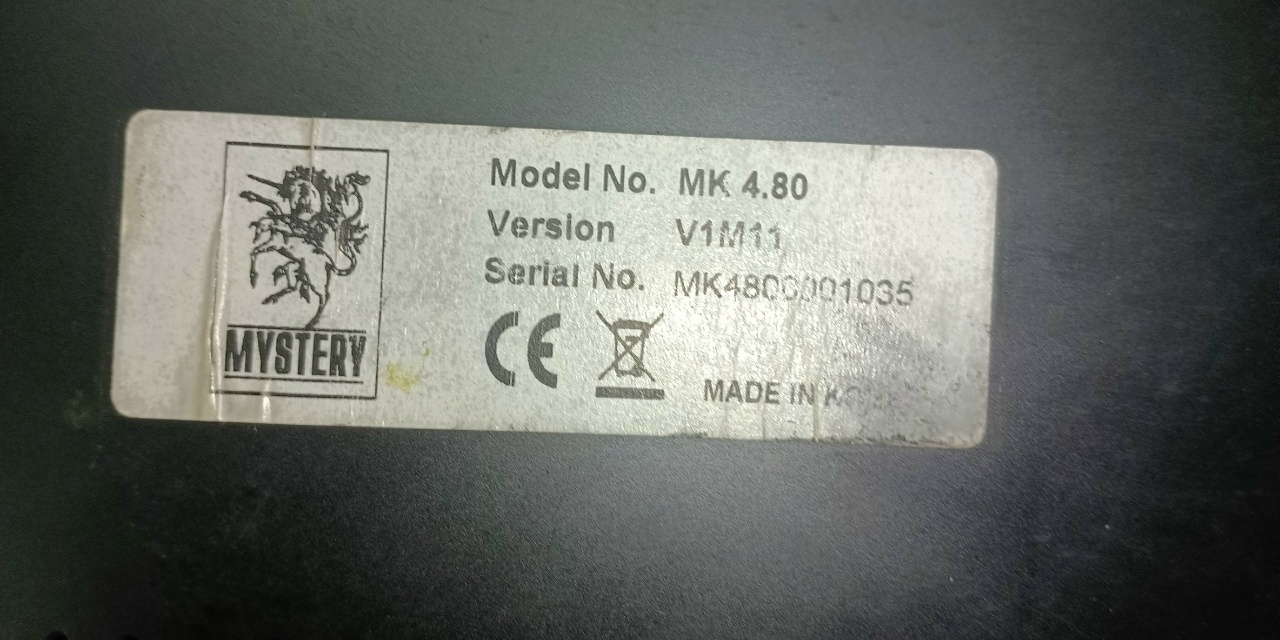 MYSTERY
Model No. MK 4.80
Version V1M11
Serial No.
CE
MADE IN